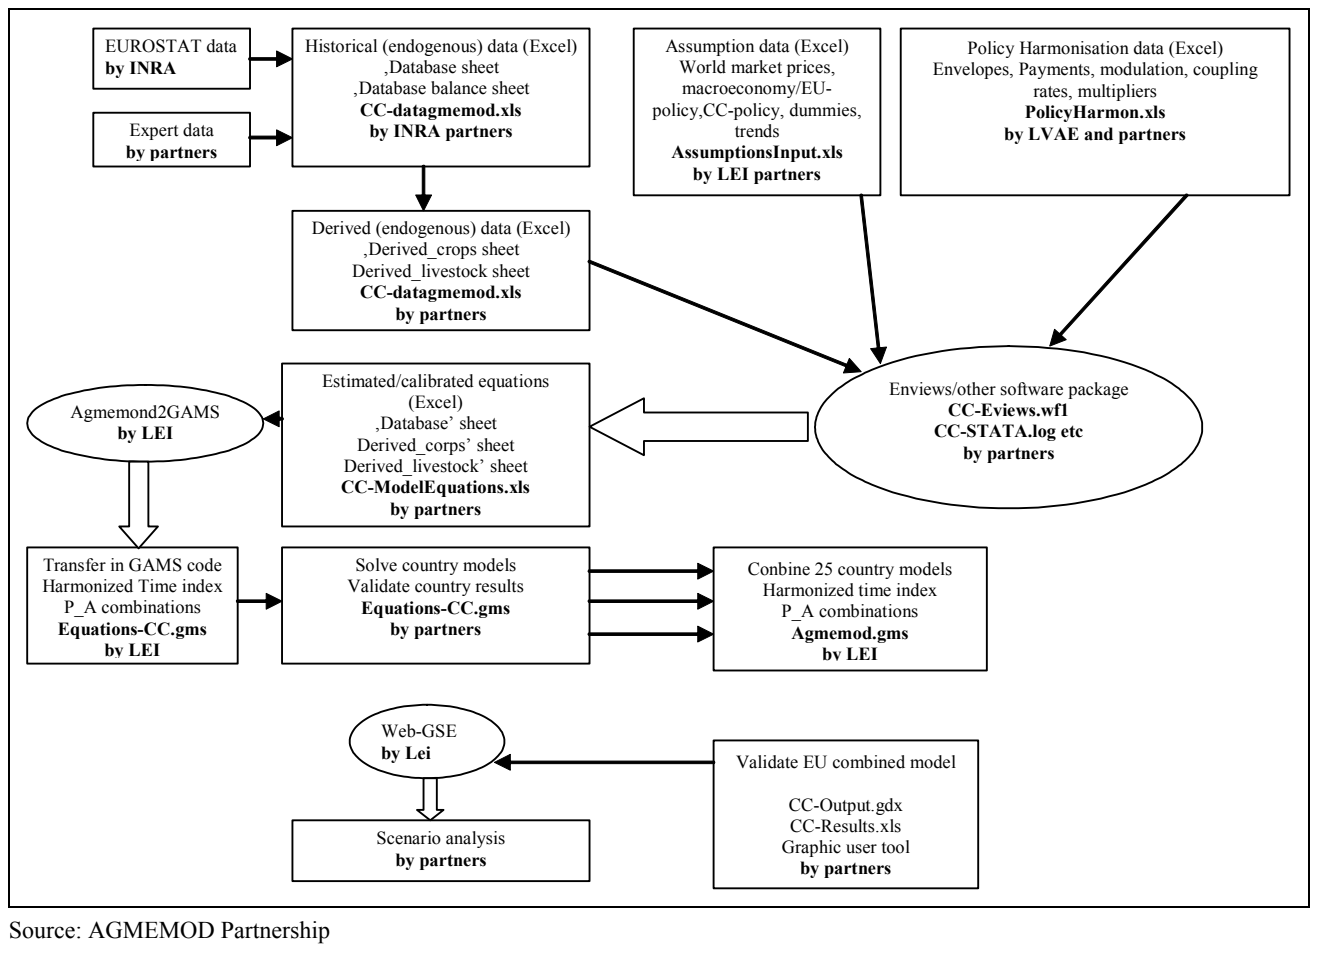 EUROSTAT data
by INRA
Expert data
by partners
Historical (endogenous) data (Excel)
,Database sheet
,Database balance sheet
CC-datagmemod.xls
by INRA partners
Assumption data (Excel)
World market prices,
macroeconomy/EU-
policy,CC-policy, dummies,
trends
AssumptionsInput.xls
by LEI partners
Policy Harmonisation data (Excel)
Envelopes, Payments, modulation, coupling
rates, multipliers
PolicyHarmon.xls
by LVAE and partners
Derived (endogenous) data (Excel)
,Derived_crops sheet
Derived_livestock sheet
CC-datagmemod.xls
by partners
Enviews/other software package
CC-Eviews.wf1
CC-STATA.log etc
by partners
Estimated/calibrated equations
(Excel)
,Database’ sheet
Derived_corps’ sheet
Derived_livestock’ sheet
CC-ModelEquations.xls
by partners
Agmemond2GAMS
by LEI
Transfer in GAMS code
Harmonized Time index
P_A combinations
Equations-CC.gms
by LEI
Solve country models
Validate country results
Equations-CC.gms
by partners
Conbine 25 country models
Harmonized time index
P_A combinations
Agmemod.gms
by LEI
Web-GSE
by Lei
Validate EU combined model
CC-Output.gdx
CC-Results.xls
Graphic user tool
by partners
Scenario analysis
by partners
Source: AGMEMOD Partnership